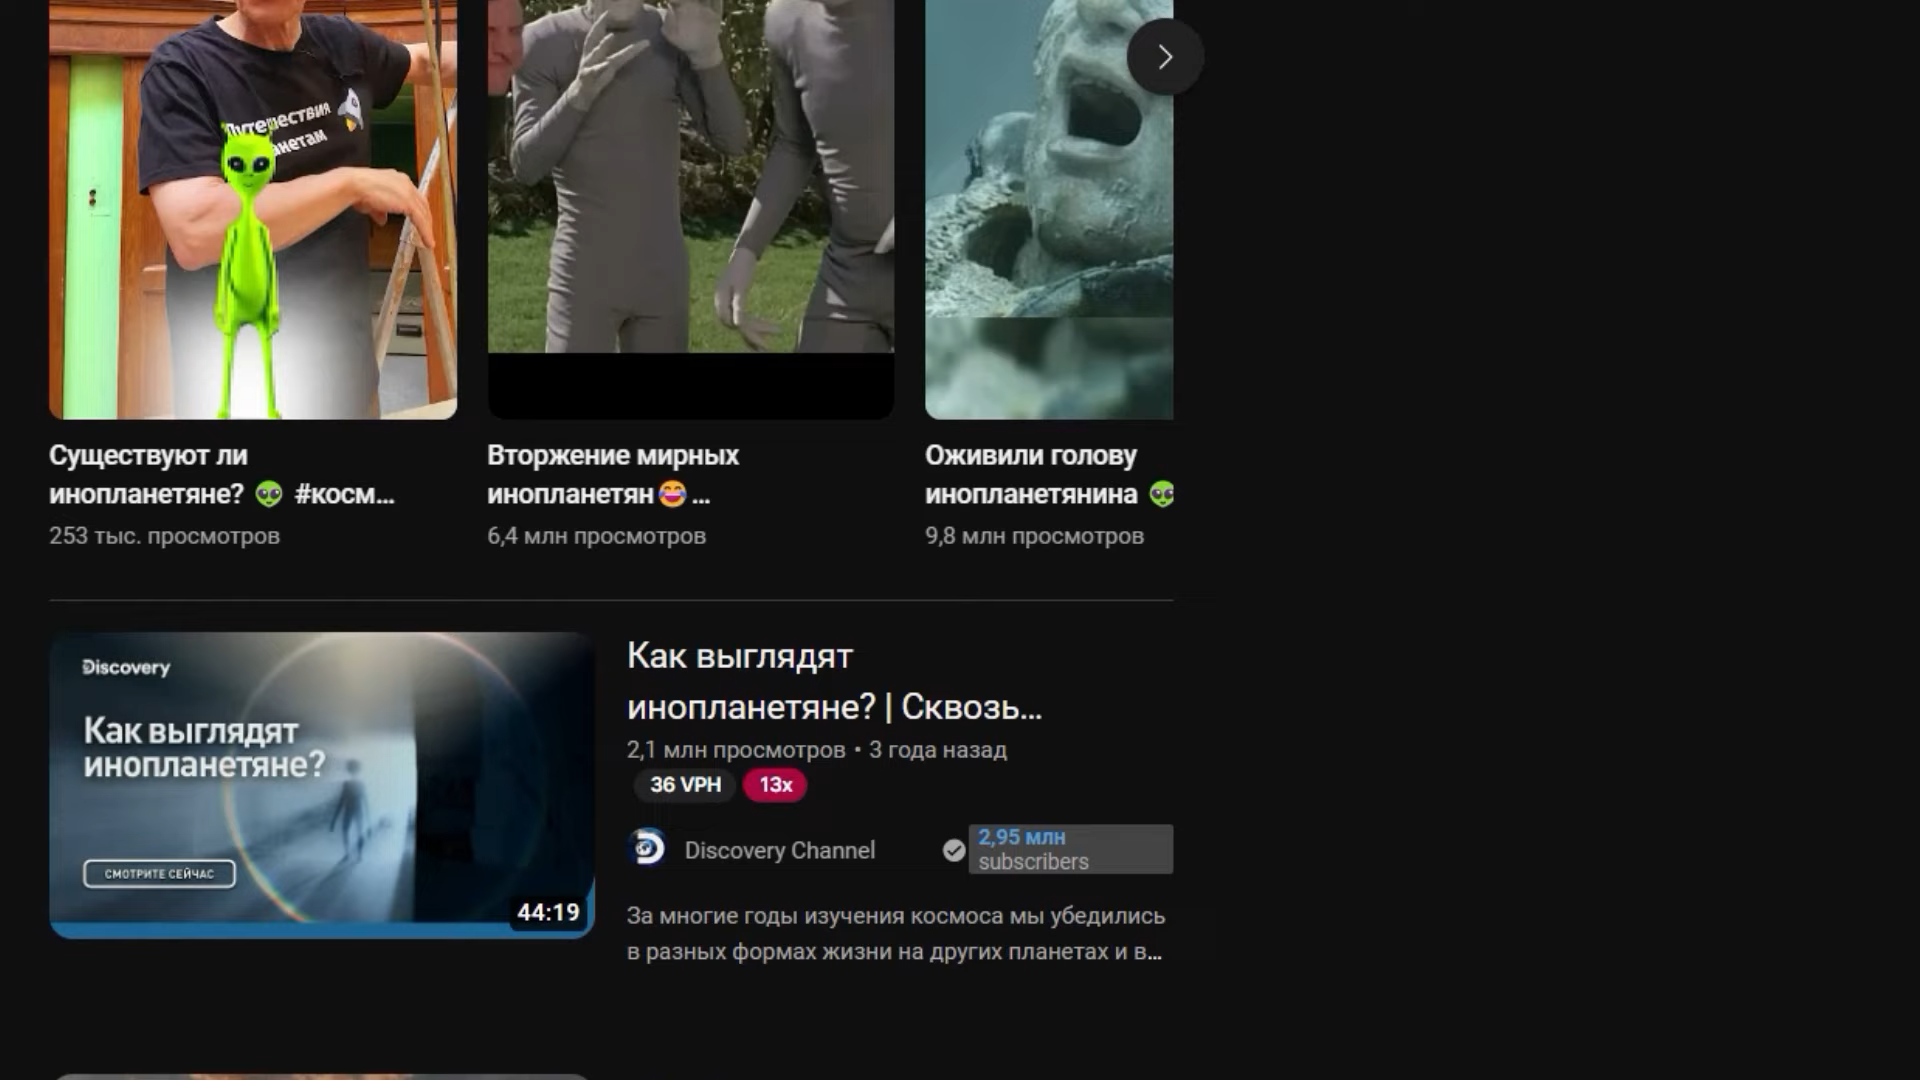 Путешествия
Существуют ли
инопланетяне? 👽 #косм...
253 тыс. просмотров
Вторжение мирных
инопланетян😂...
6,4 млн просмотров
Оживили голову
инопланетянина 👽
9,8 млн просмотров
Discovery
Как выглядят
инопланетяне?
СМОТРИТЕ СЕЙЧАС
44:19
Как выглядят
инопланетяне? | Сквозь...
2,1 млн просмотров • 3 года назад
36 VPH 13x
Discovery Channel
2,95 млн
subscribers
За многие годы изучения космоса мы убедились
в разных формах жизни на других планетах и в...